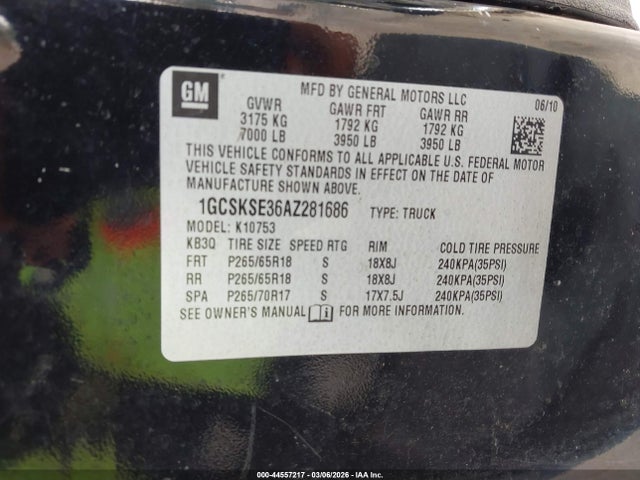 GM
MFD BY GENERAL MOTORS LLC
06/10
GVWR GAWR FRT GAWR RR
3175 KG 1792 KG 1792 KG
7000 LB 3950 LB 3950 LB
THIS VEHICLE CONFORMS TO ALL APPLICABLE U.S. FEDERAL MOTOR
VEHICLE SAFETY STANDARDS IN EFFECT ON THE DATE OF
MANUFACTURE SHOWN ABOVE.
1GCSKSE36AZ281686 TYPE: TRUCK
MODEL: K10753
KB3Q TIRE SIZE SPEED RTG RIM COLD TIRE PRESSURE
FRT P265/65R18 S 18X8J 240KPA(35PSI)
RR P265/65R18 S 18X8J 240KPA(35PSI)
SPA P265/70R17 S 17X7.5J 240KPA(35PSI)
SEE OWNER'S MANUAL FOR MORE INFORMATION.
000-44557217 - 03/06/2026 - IAA Inc.